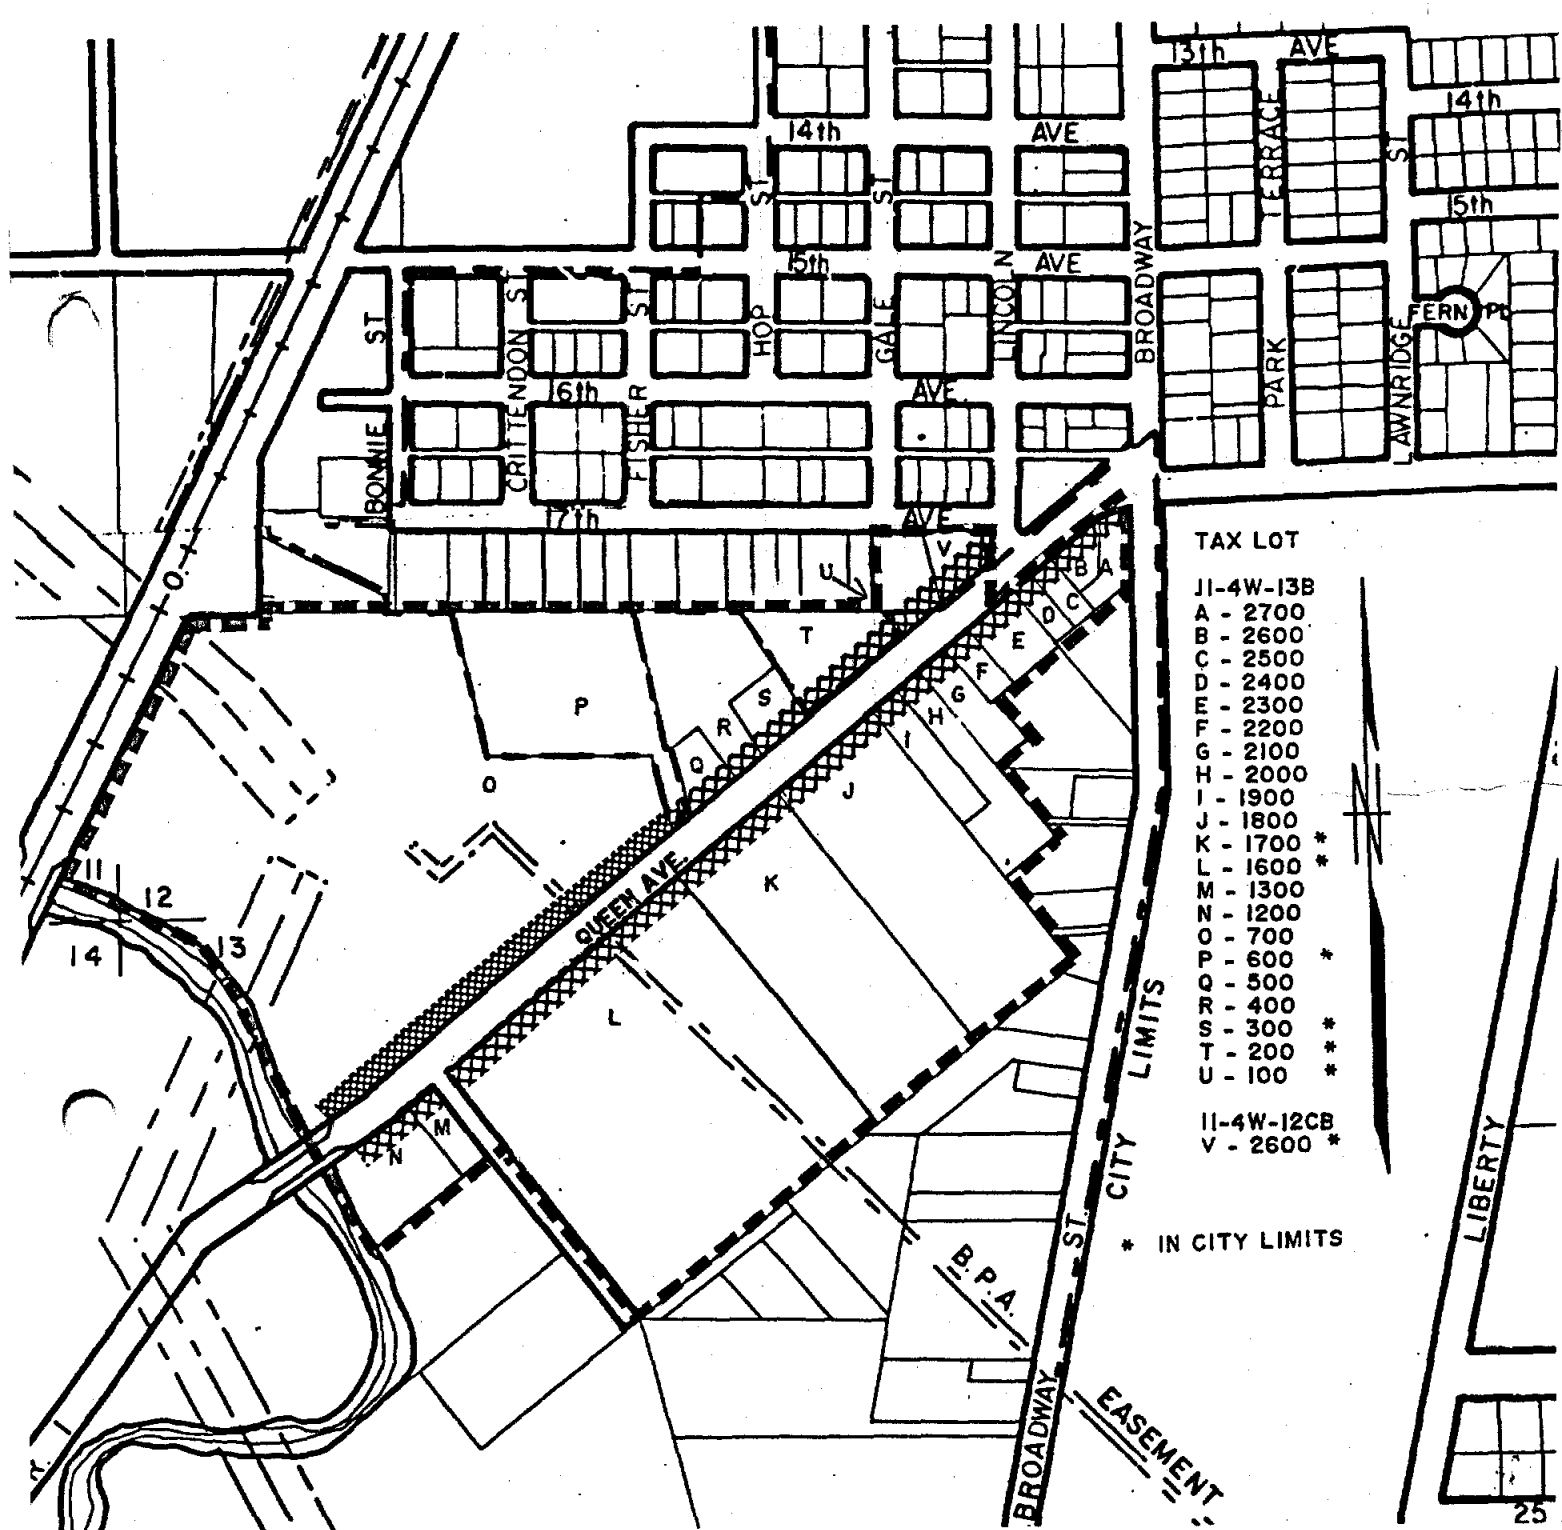 13th AVE
14th
14th AVE
ST
ST
ST
TERRACE
15th
15th AVE
ST
ST
ST
HOP
GALE
LINCOLN
BROADWAY
PARK
LAWNRIDGE
FERN PL
16th AVE
BONNIE
CRITTENDON
FISHER
17th AVE
V
U
A
B
C
D
E
F
G
H
I
J
K
L
M
N
O
P
Q
R
S
T
O.
TAX LOT
11-4W-13B
A - 2700
B - 2600
C - 2500
D - 2400
E - 2300
F - 2200
G - 2100
H - 2000
I - 1900
J - 1800
K - 1700 *
L - 1600 *
M - 1300
N - 1200
O - 700
P - 600 *
Q - 500
R - 400
S - 300 *
T - 200 *
U - 100 *
11-4W-12CB
V - 2600 *
* IN CITY LIMITS
N
QUEEN AVE.
11
12
14
13
CITY LIMITS
BROADWAY ST.
LIBERTY
B.P.A.
EASEMENT
25